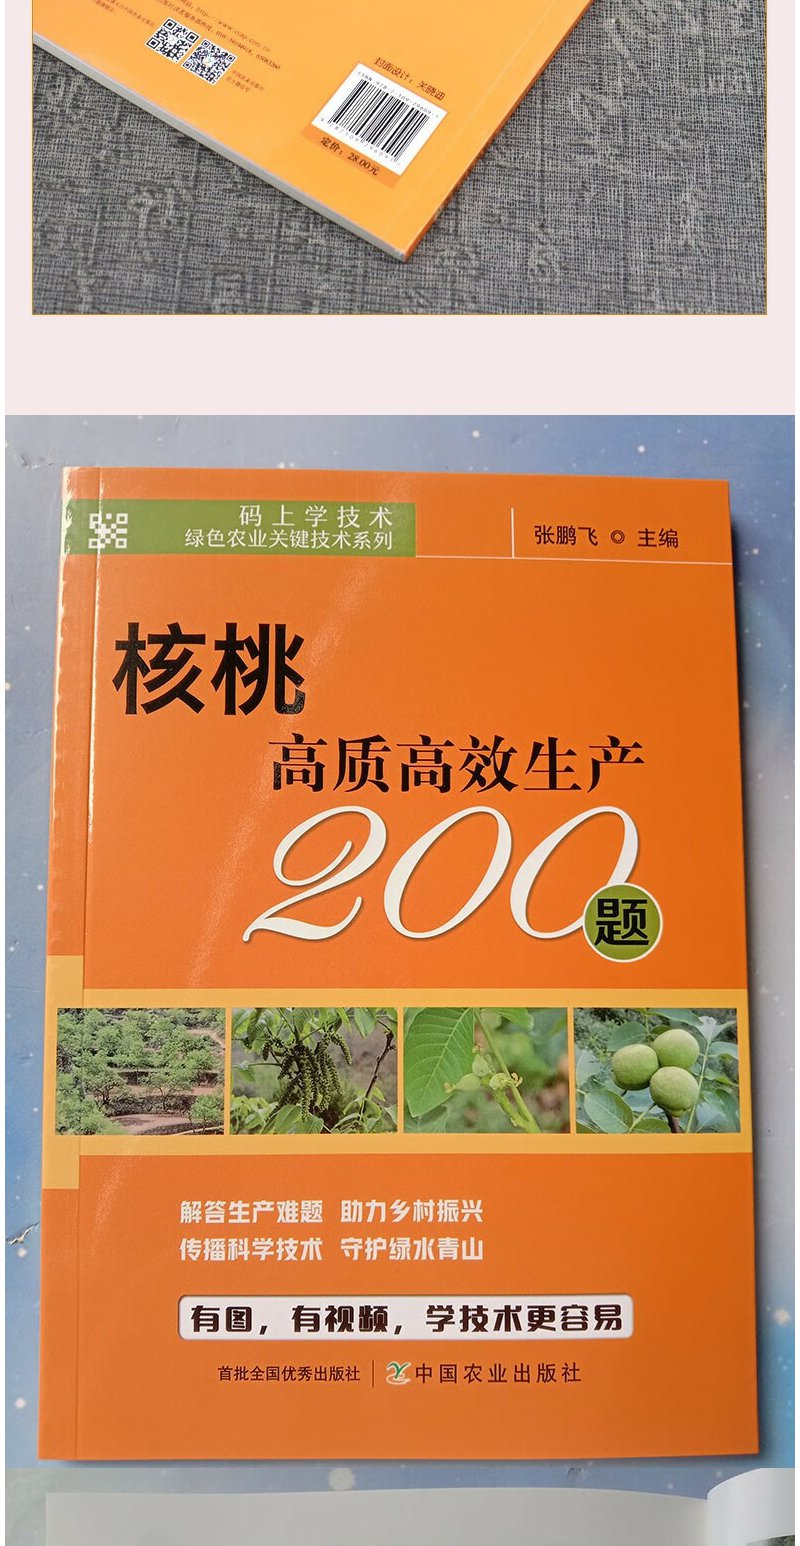 封面设计：关晓迪
定价：28.00元
码上学技术
绿色农业关键技术系列
张鹏飞 ◎ 主编
核桃
高质高效生产
200题
解答生产难题 助力乡村振兴
传播科学技术 守护绿水青山
有图，有视频，学技术更容易
首批全国优秀出版社 中国农业出版社